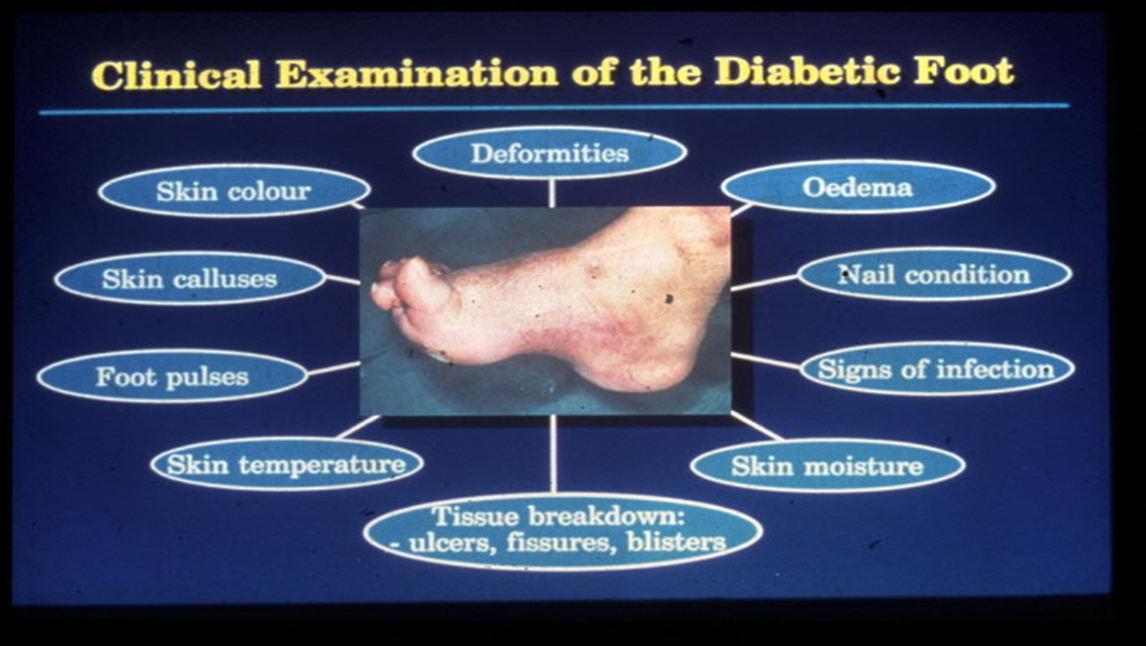 Clinical Examination of the Diabetic Foot
Deformities
Skin colour
Oedema
Skin calluses
Nail condition
Foot pulses
Signs of infection
Skin temperature
Skin moisture
Tissue breakdown:
- ulcers, fissures, blisters